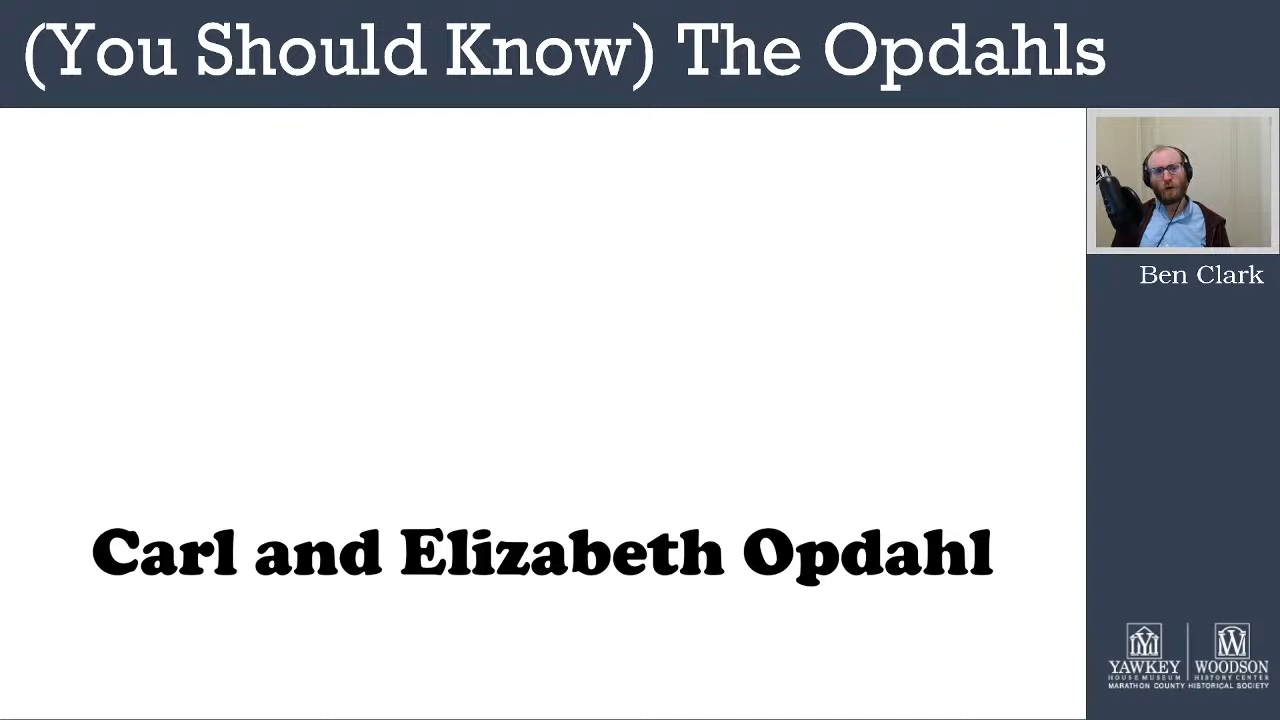 (You Should Know) The Opdahls
Ben Clark
Carl and Elizabeth Opdahl
YAWKEY
HOUSE MUSEUM
WOODSON
HISTORY CENTER
MARATHON COUNTY HISTORICAL SOCIETY